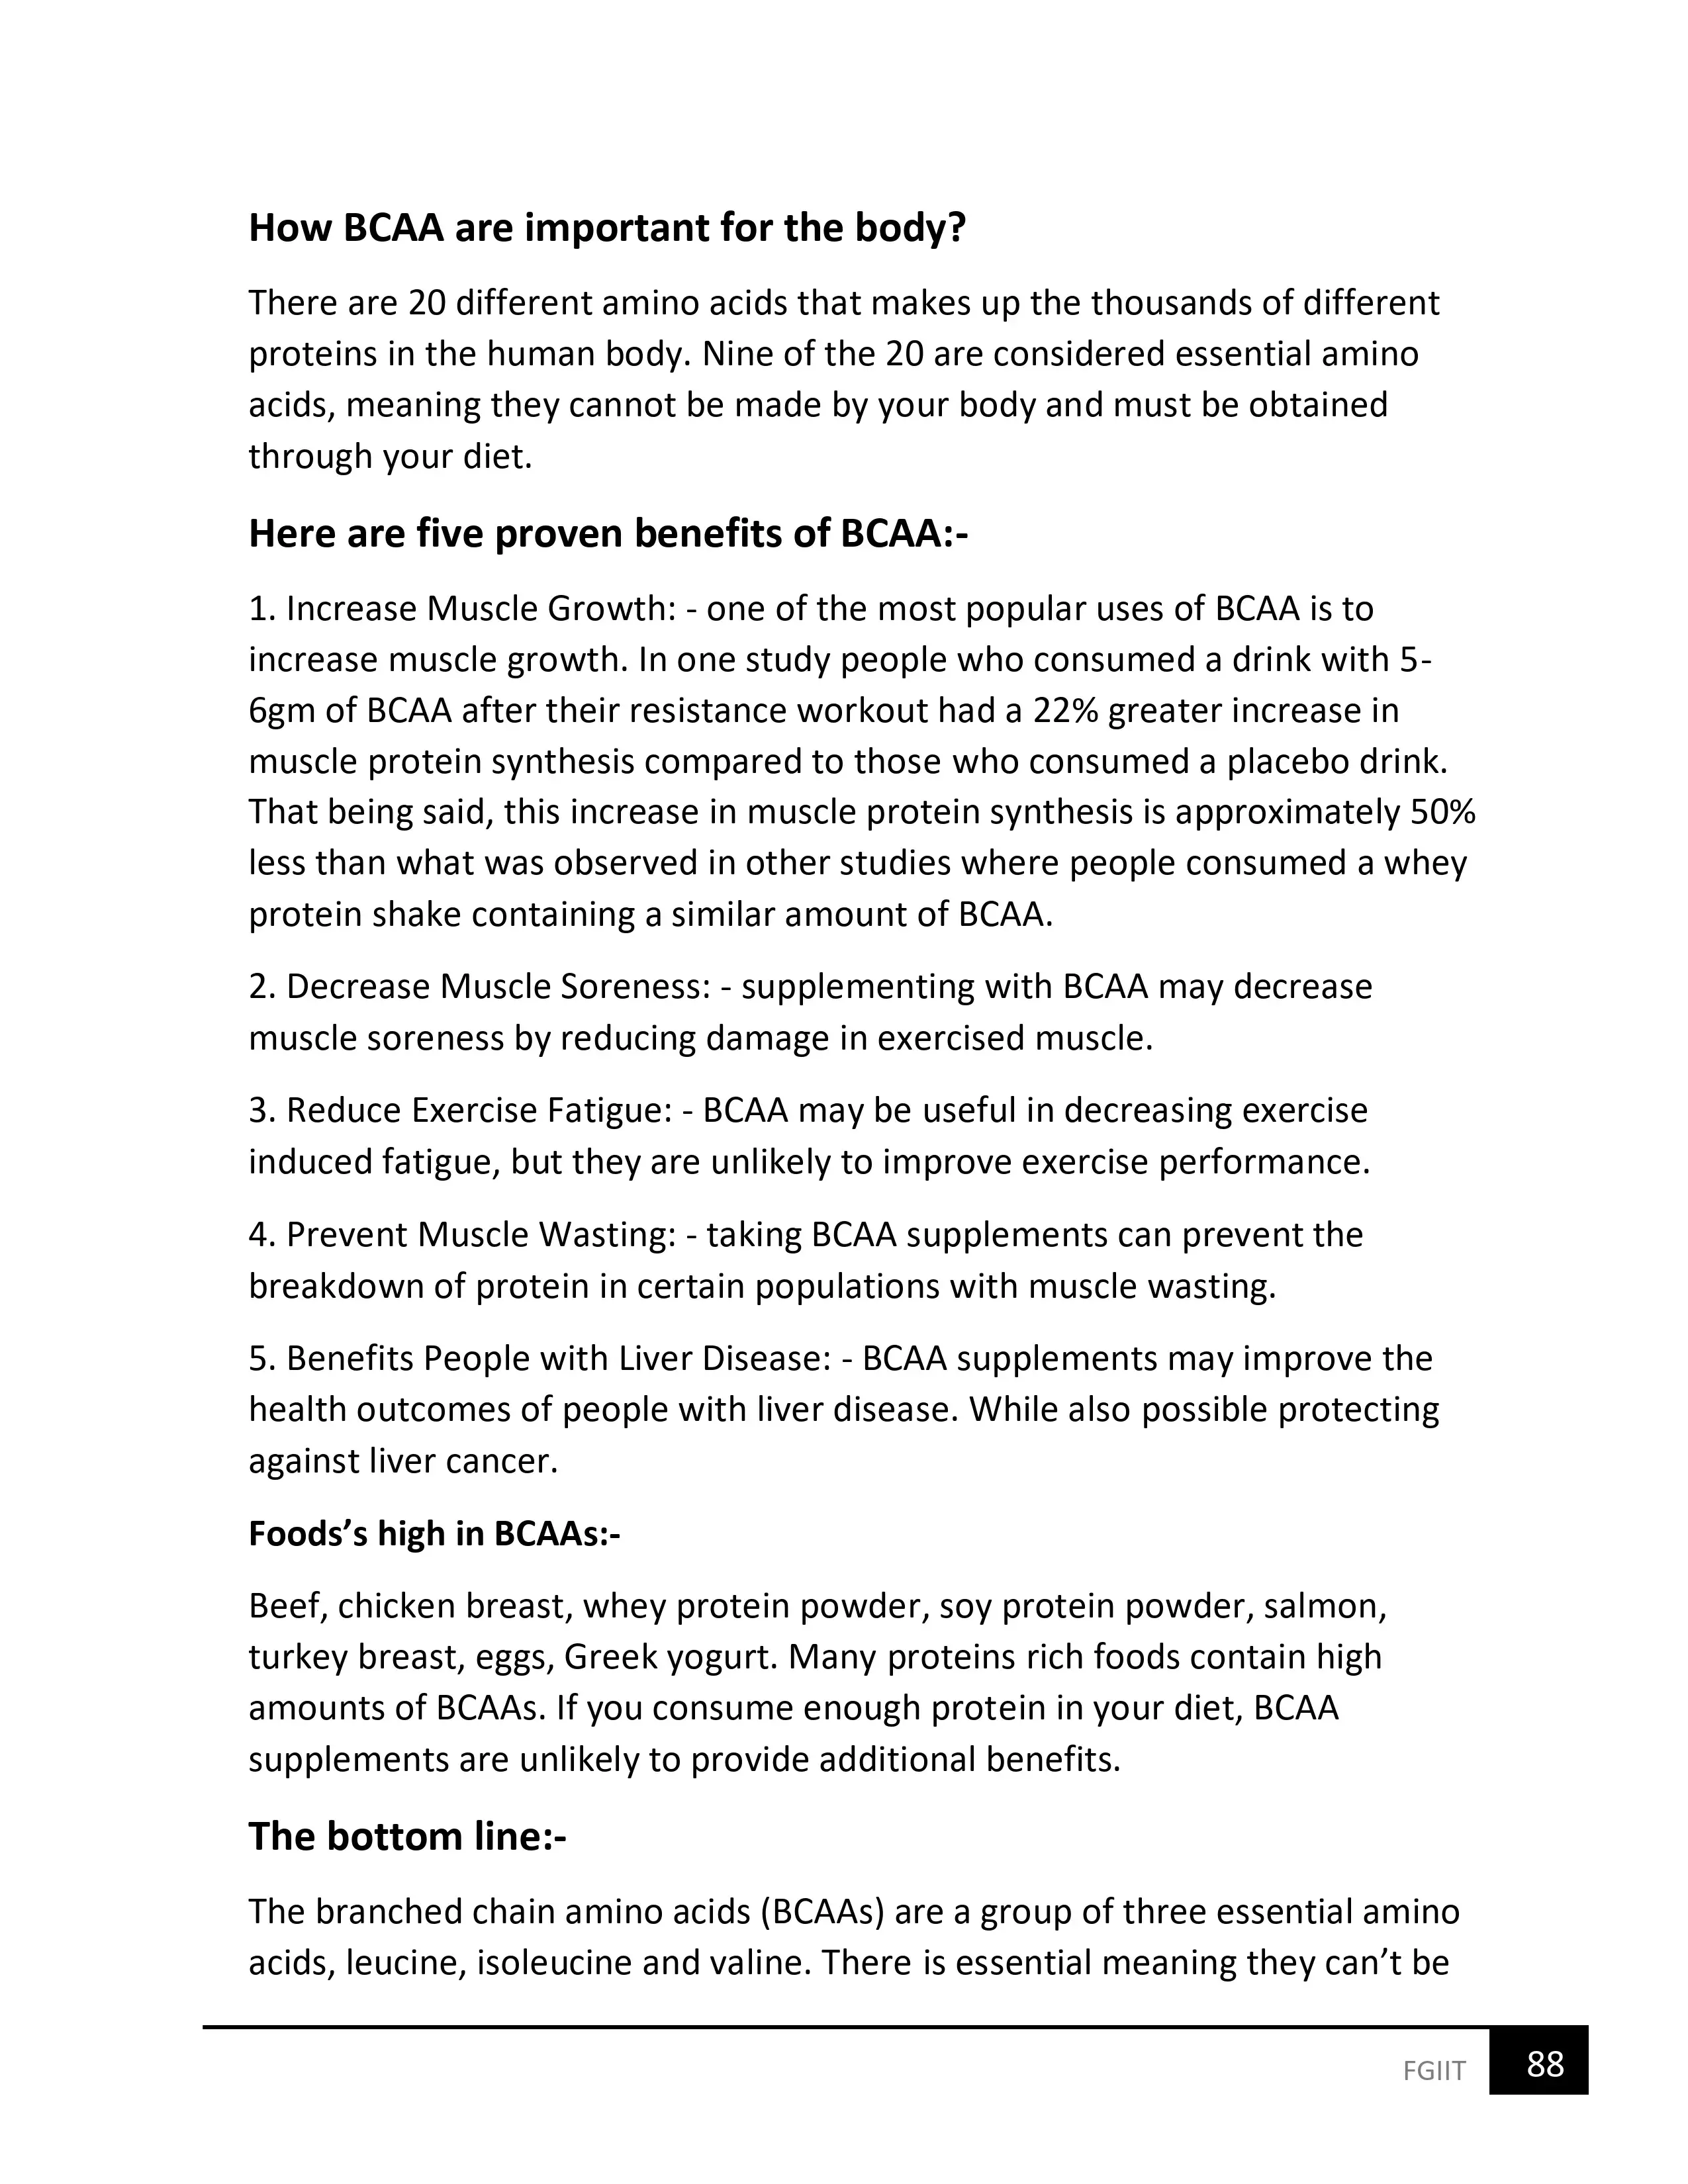 How BCAA are important for the body?
There are 20 different amino acids that makes up the thousands of different
proteins in the human body. Nine of the 20 are considered essential amino
acids, meaning they cannot be made by your body and must be obtained
through your diet.
Here are five proven benefits of BCAA:-
1. Increase Muscle Growth: - one of the most popular uses of BCAA is to
increase muscle growth. In one study people who consumed a drink with 5-
6gm of BCAA after their resistance workout had a 22% greater increase in
muscle protein synthesis compared to those who consumed a placebo drink.
That being said, this increase in muscle protein synthesis is approximately 50%
less than what was observed in other studies where people consumed a whey
protein shake containing a similar amount of BCAA.
2. Decrease Muscle Soreness: - supplementing with BCAA may decrease
muscle soreness by reducing damage in exercised muscle.
3. Reduce Exercise Fatigue: - BCAA may be useful in decreasing exercise
induced fatigue, but they are unlikely to improve exercise performance.
4. Prevent Muscle Wasting: - taking BCAA supplements can prevent the
breakdown of protein in certain populations with muscle wasting.
5. Benefits People with Liver Disease: - BCAA supplements may improve the
health outcomes of people with liver disease. While also possible protecting
against liver cancer.
Foods’s high in BCAAs:-
Beef, chicken breast, whey protein powder, soy protein powder, salmon,
turkey breast, eggs, Greek yogurt. Many proteins rich foods contain high
amounts of BCAAs. If you consume enough protein in your diet, BCAA
supplements are unlikely to provide additional benefits.
The bottom line:-
The branched chain amino acids (BCAAs) are a group of three essential amino
acids, leucine, isoleucine and valine. There is essential meaning they can’t be
FGIIT 88